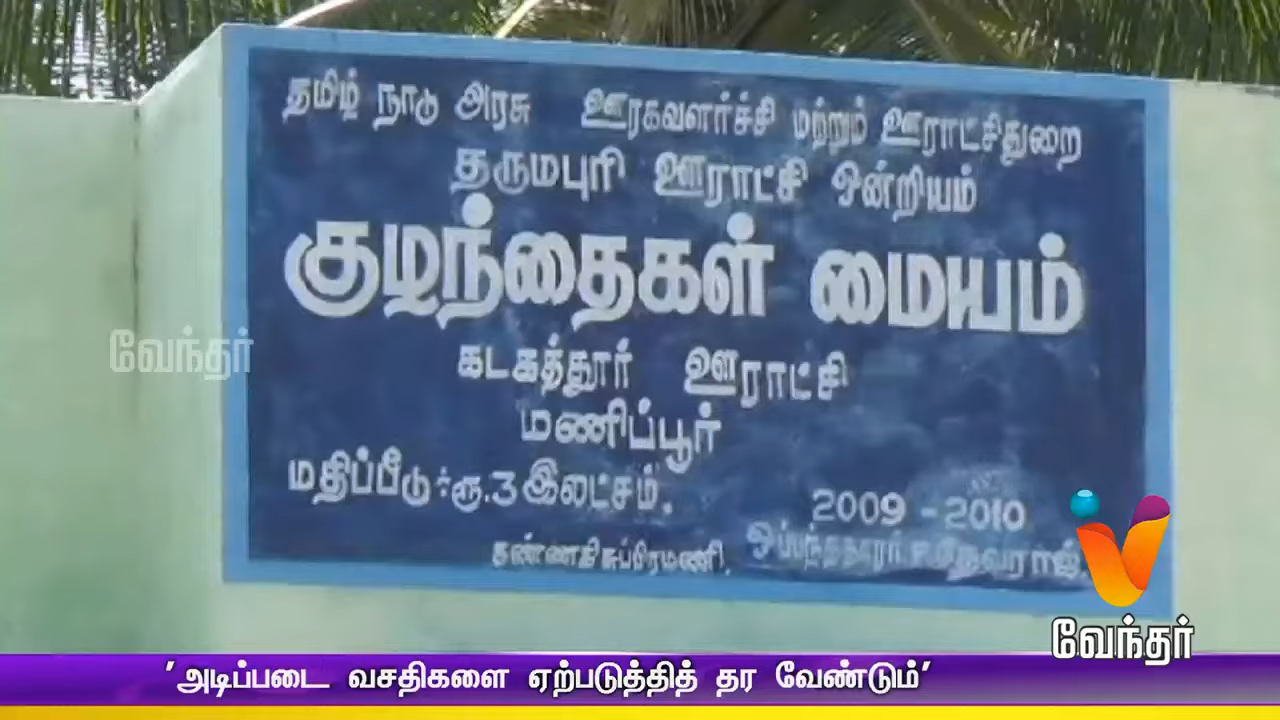 தமிழ் நாடு அரசு ஊரகவளர்ச்சி மற்றும் ஊராட்சிதுறை
தருமபுரி ஊராட்சி ஒன்றியம்
குழந்தைகள் மையம்
கடகத்தூர் ஊராட்சி
மணிப்பூர்
மதிப்பீடு :ரூ.3 இலட்சம். 2009 - 2010
வேந்தர்
வேந்தர்
'அடிப்படை வசதிகளை ஏற்படுத்தித் தர வேண்டும்'